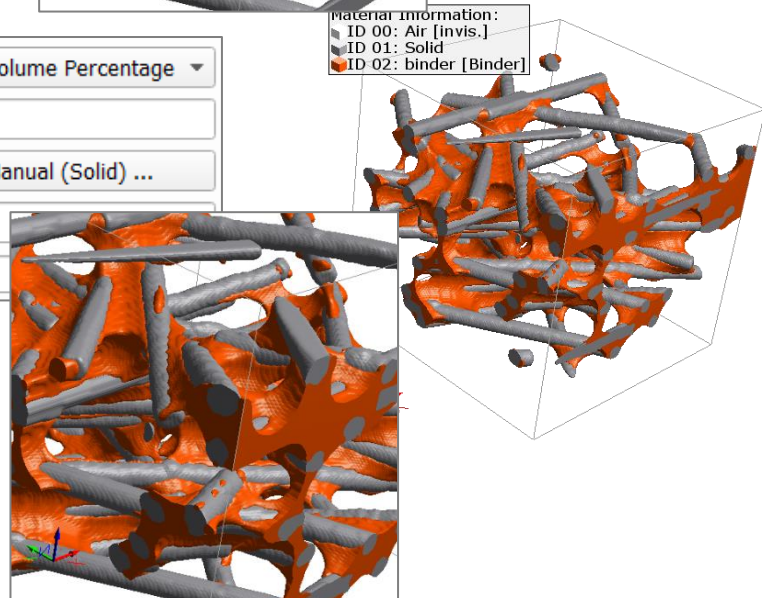 Material Information:
ID 00: Air [invis.]
ID 01: Solid
ID 02: binder [Binder]
olume Percentage
anual (Solid) ...